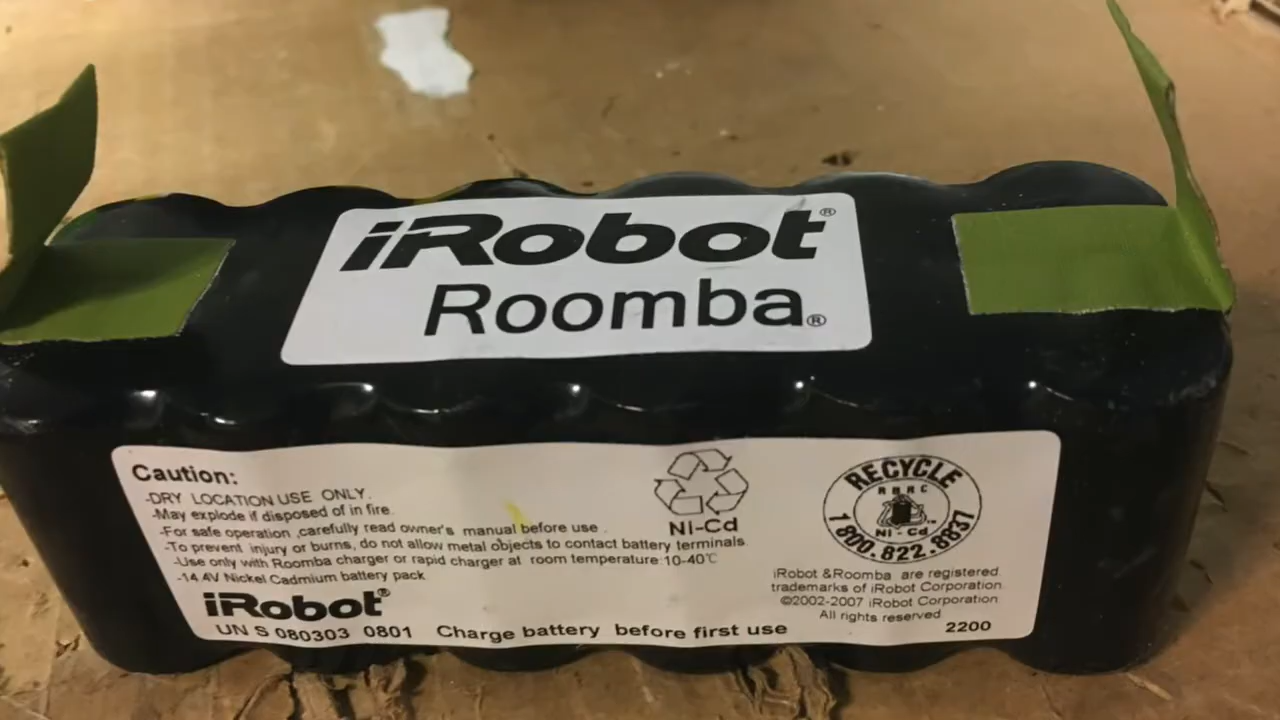 iRobot®
Roomba®
Caution:
-DRY LOCATION USE ONLY.
-May explode if disposed of in fire.
-For safe operation ,carefully read owner's manual before use .
-To prevent injury or burns, do not allow metal objects to contact battery terminals.
-Use only with Roomba charger or rapid charger at room temperature:10-40℃
-14.4V Nickel Cadmium battery pack
iRobot®
UN S 080303 0801
Charge battery before first use
Ni-Cd
RECYCLE
RBRC
Ni-Cd
1.800.822.8837
iRobot &Roomba are registered
trademarks of iRobot Corporation.
©2002-2007 iRobot Corporation.
All rights reserved.
2200